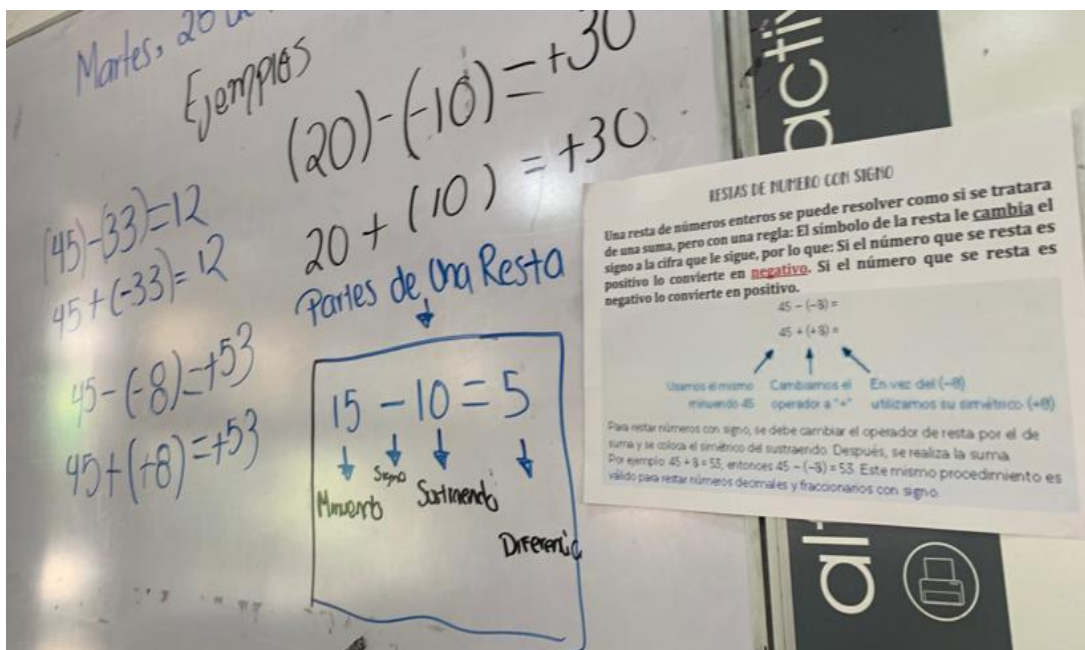 Martes, 26 de
Ejemplos
(20)-(-10)=+30
20+(10)=+30
(45)-(33)=12
45+(-33)=12
45-(-8)=+53
45+(+8)=+53
Partes de Una Resta
15-10=5
Minuendo
Signo
Diferencia
activ
al
RESTAS DE NUMERO CON SIGNO
Una resta de números enteros se puede resolver como si se tratara
de una suma, pero con una regla: El símbolo de la resta le cambia el
signo a la cifra que le sigue, por lo que: Si el número que se resta es
positivo lo convierte en negativo. Si el número que se resta es
negativo lo convierte en positivo.
45 - (-8) =
45 + (+8) =
Usamos el mismo
minuendo 45
Cambiamos el
operador a "+"
En vez del (-8)
utilizamos su simétrico (+8)
Para restar números con signo, se debe cambiar el operador de resta por el de
suma y se coloca el simétrico del sustraendo. Después, se realiza la suma.
Por ejemplo: 45 + 8 = 53, entonces 45 - (-8) = 53. Este mismo procedimiento es
válido para restar números decimales y fraccionarios con signo.